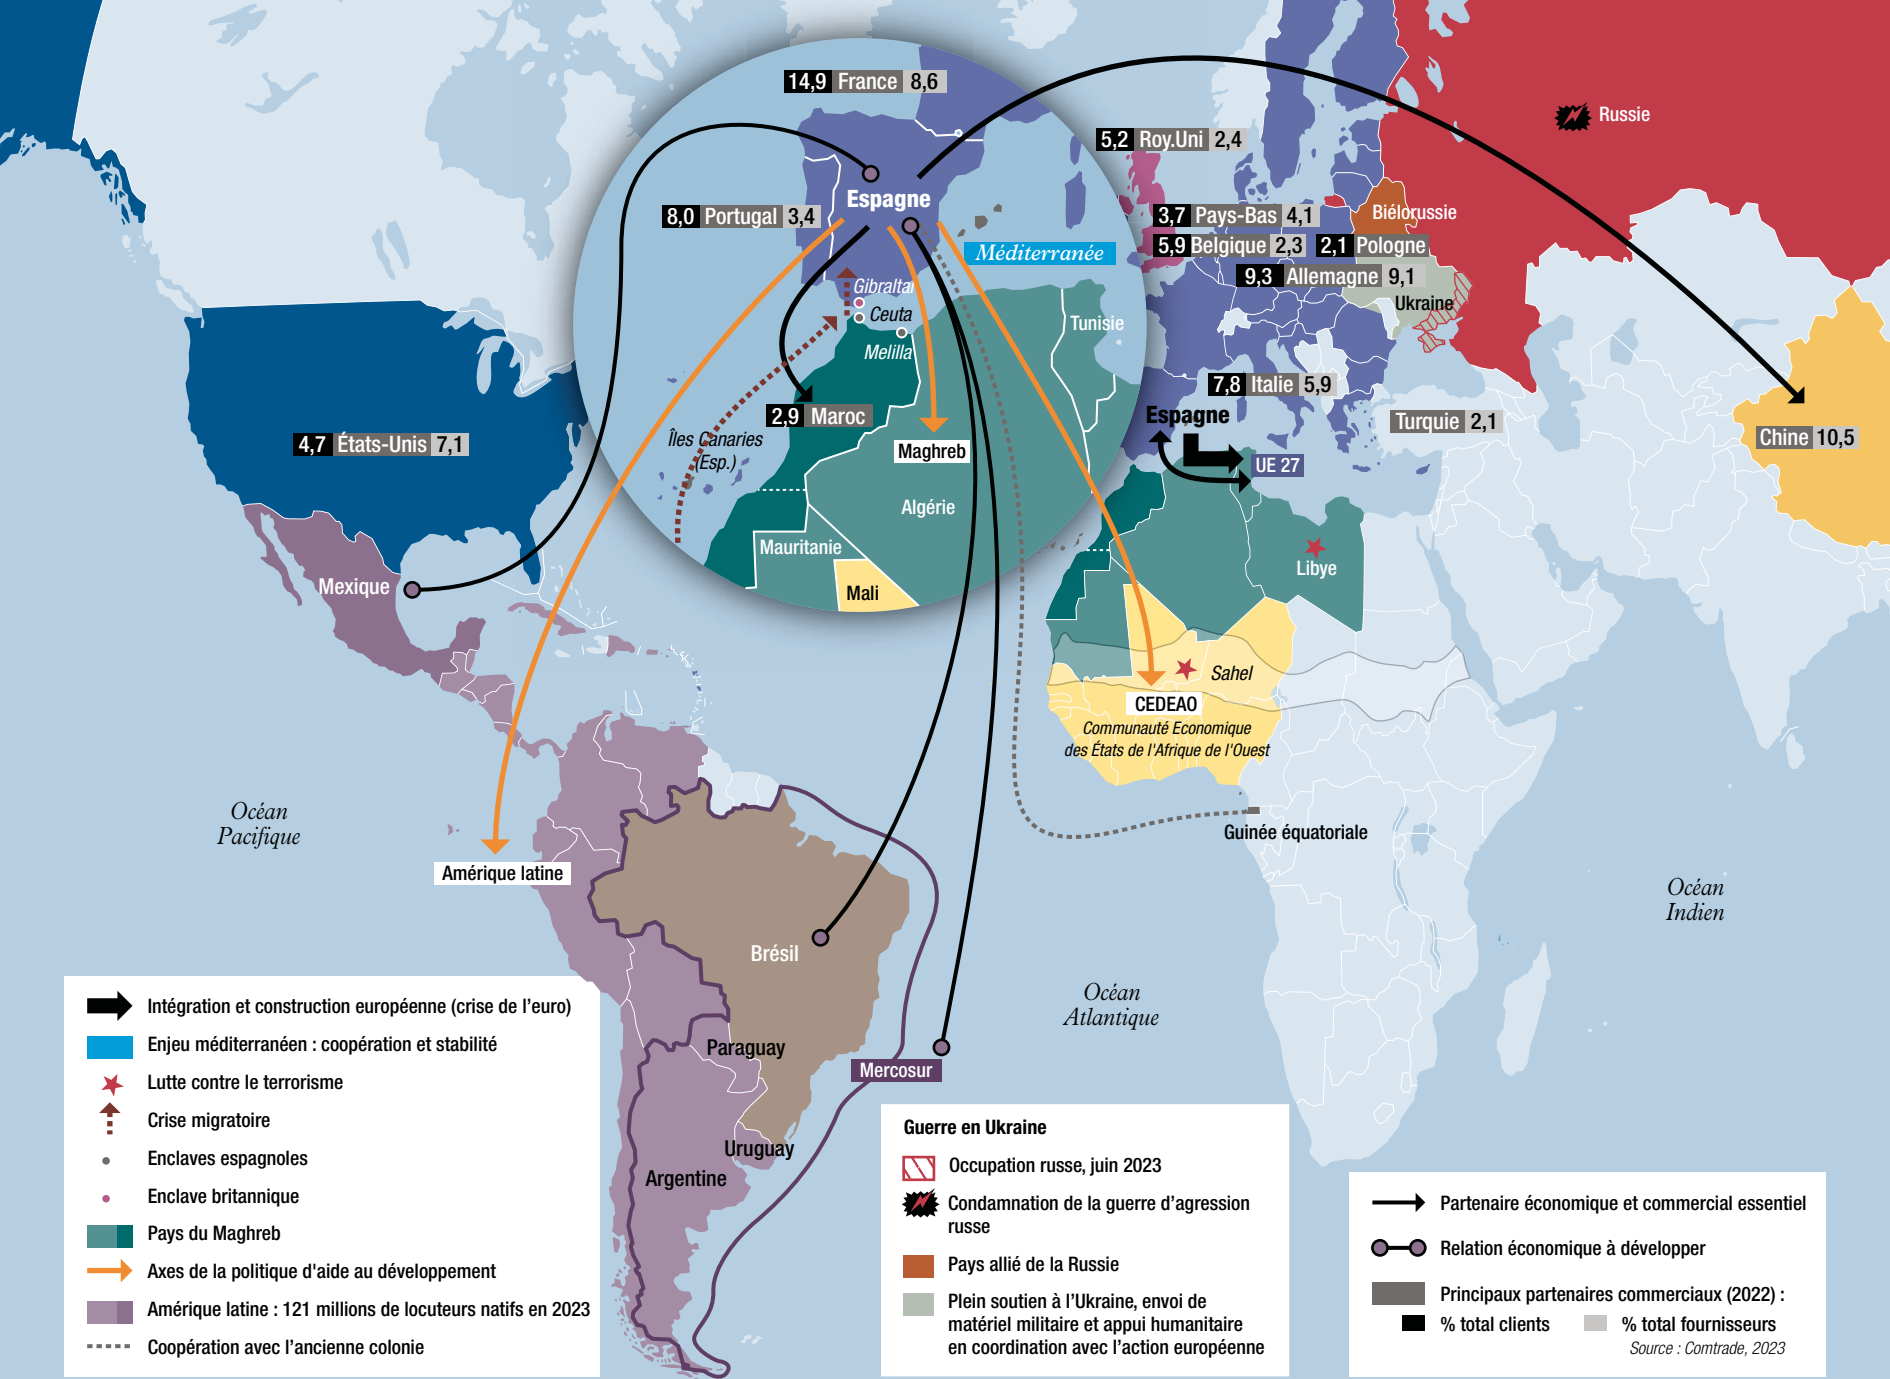 14,9 France 8,6
Russie
5,2 Roy.Uni 2,4
Espagne
8,0 Portugal 3,4
3,7 Pays-Bas 4,1
Biélorussie
5,9 Belgique 2,3
2,1 Pologne
Méditerranée
9,3 Allemagne 9,1
Gibraltar
Ukraine
Ceuta
Tunisie
Melilla
7,8 Italie 5,9
2,9 Maroc
Espagne
Turquie 2,1
Îles Canaries
(Esp.)
4,7 États-Unis 7,1
Chine 10,5
Maghreb
UE 27
Algérie
Mauritanie
Libye
Mexique
Mali
Sahel
CEDEAO
Communauté Economique
des États de l'Afrique de l'Ouest
Océan
Pacifique
Guinée équatoriale
Amérique latine
Océan
Indien
Brésil
Océan
Atlantique
Paraguay
Mercosur
Uruguay
Argentine
Intégration et construction européenne (crise de l’euro)
Enjeu méditerranéen : coopération et stabilité
Lutte contre le terrorisme
Crise migratoire
Enclaves espagnoles
Enclave britannique
Pays du Maghreb
Axes de la politique d'aide au développement
Amérique latine : 121 millions de locuteurs natifs en 2023
Coopération avec l’ancienne colonie
Guerre en Ukraine
Occupation russe, juin 2023
Condamnation de la guerre d’agression
russe
Pays allié de la Russie
Plein soutien à l’Ukraine, envoi de
matériel militaire et appui humanitaire
en coordination avec l’action européenne
Partenaire économique et commercial essentiel
Relation économique à développer
Principaux partenaires commerciaux (2022) :
% total clients
% total fournisseurs
Source : Comtrade, 2023